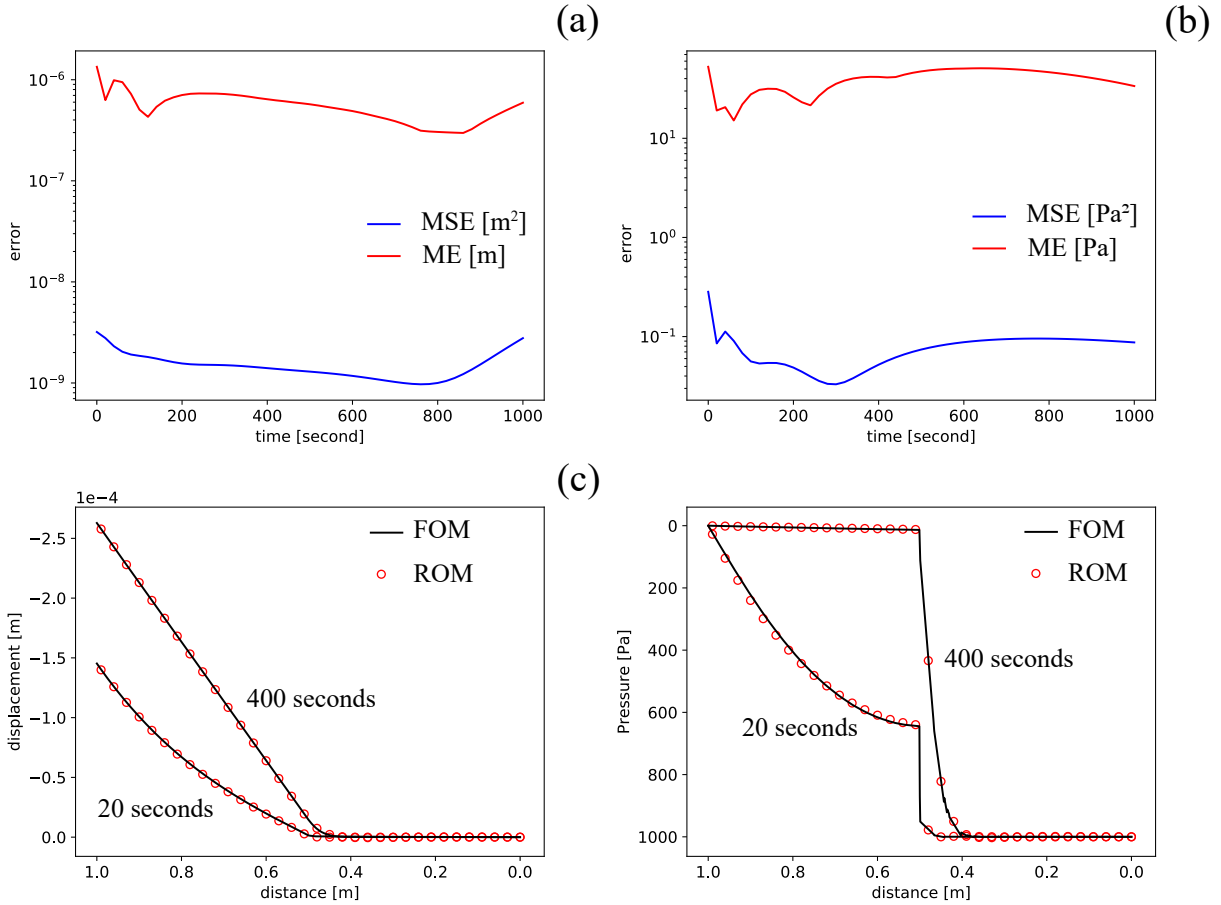 (a)
10⁻⁶
10⁻⁷
10⁻⁸
10⁻⁹
error
MSE [m²]
ME [m]
0 200 400 600 800 1000
time [second]
(b)
10¹
10⁰
10⁻¹
error
MSE [Pa²]
ME [Pa]
0 200 400 600 800 1000
time [second]
(c)
1e−4
−2.5
−2.0
−1.5
−1.0
−0.5
0.0
displacement [m]
FOM
ROM
400 seconds
20 seconds
1.0 0.8 0.6 0.4 0.2 0.0
distance [m]
0
200
400
600
800
1000
Pressure [Pa]
FOM
ROM
400 seconds
20 seconds
1.0 0.8 0.6 0.4 0.2 0.0
distance [m]